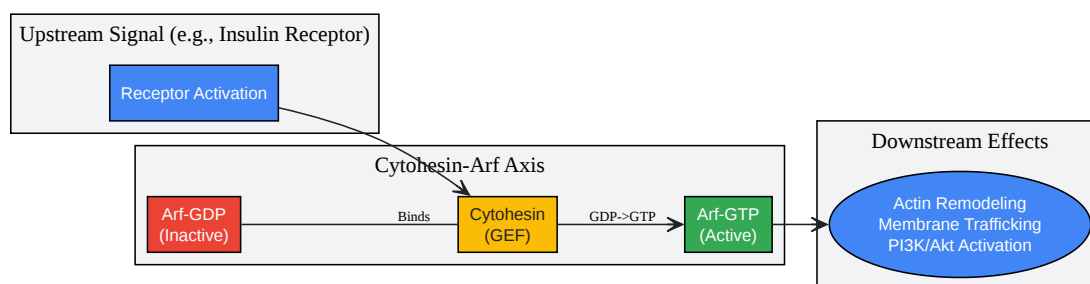 Upstream Signal (e.g., Insulin Receptor)
Receptor Activation
Cytohesin-Arf Axis
Arf-GDP
(Inactive)
Binds
Cytohesin
(GEF)
GDP->GTP
Arf-GTP
(Active)
Downstream Effects
Actin Remodeling
Membrane Trafficking
PI3K/Akt Activation